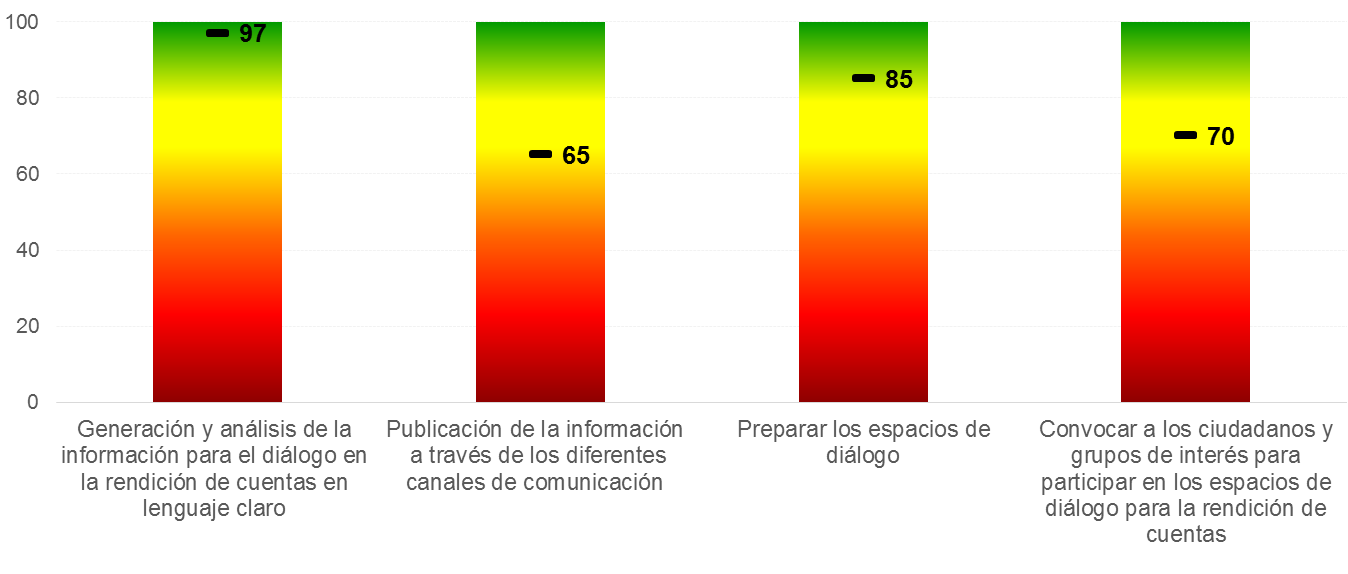 100
80
60
40
20
0
97
65
85
70
Generación y análisis de la
información para el diálogo en
la rendición de cuentas en
lenguaje claro
Publicación de la información
a través de los diferentes
canales de comunicación
Preparar los espacios de
diálogo
Convocar a los ciudadanos y
grupos de interés para
participar en los espacios de
diálogo para la rendición de
cuentas